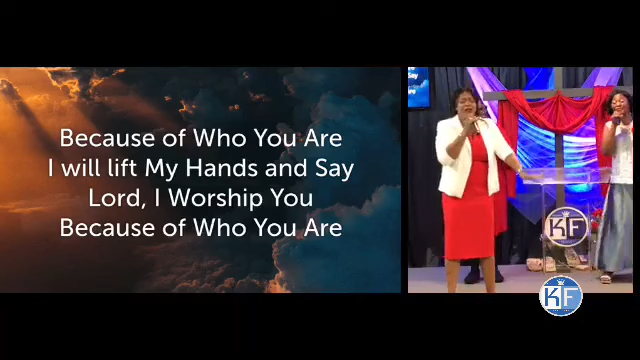 Because of Who You Are
I will lift My Hands and Say
Lord, I Worship You
Because of Who You Are
Say
KF
KF